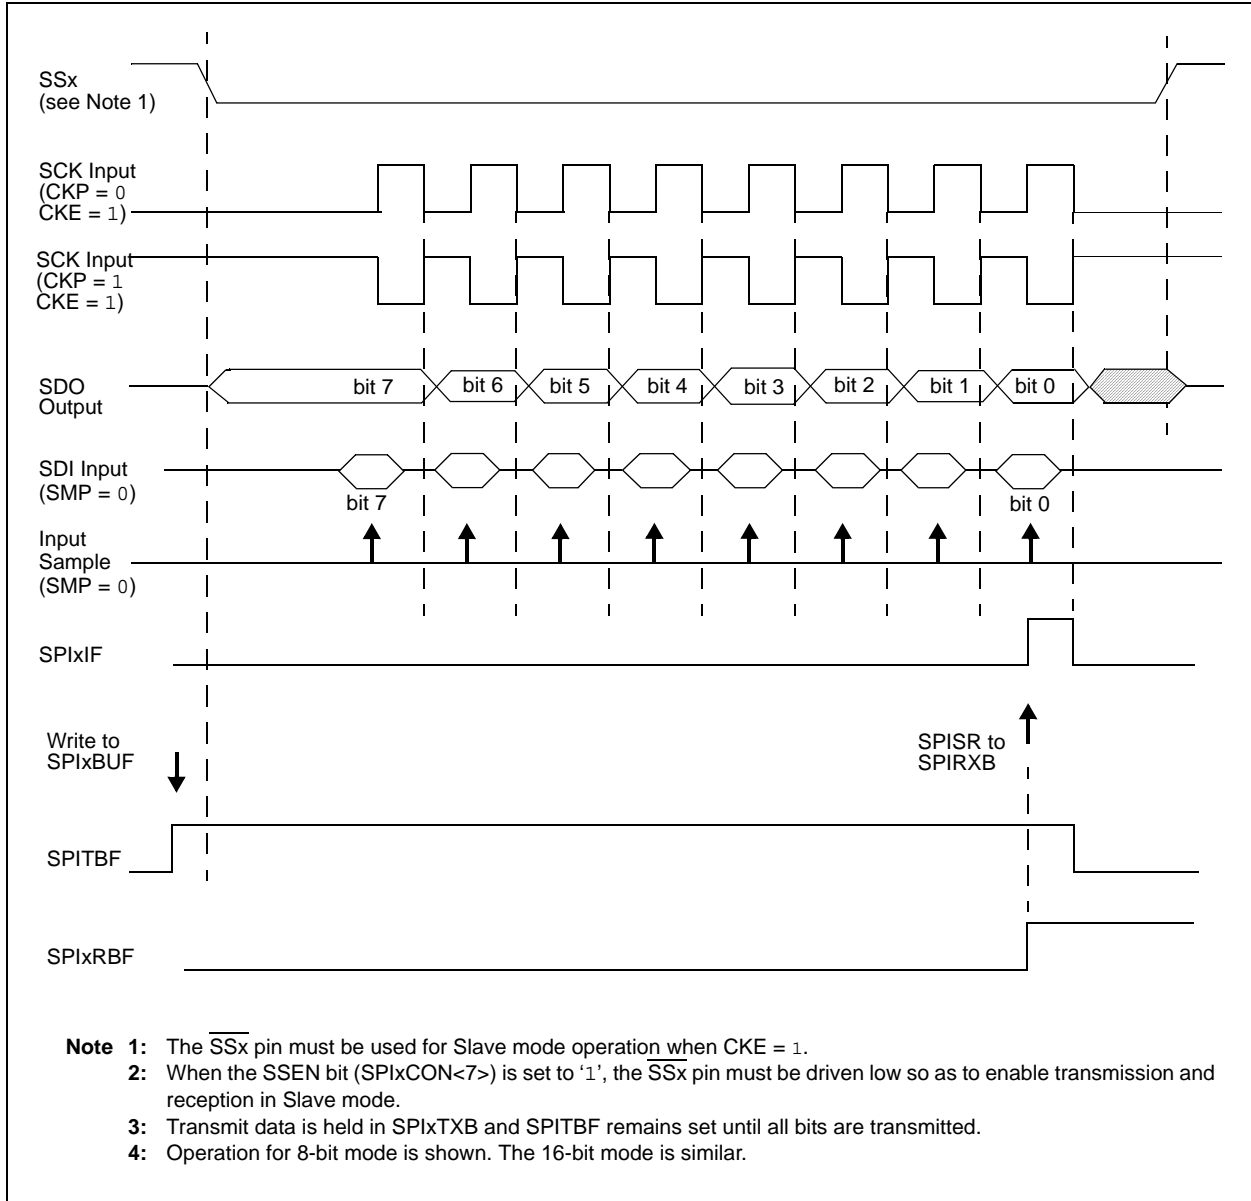 SSx
(see Note 1)
SCK Input
(CKP = 0
CKE = 1)
SCK Input
(CKP = 1
CKE = 1)
SDO
Output
bit 7 bit 6 bit 5 bit 4 bit 3 bit 2 bit 1 bit 0
SDI Input
(SMP = 0)
bit 7 bit 0
Input
Sample
(SMP = 0)
SPIxIF
Write to
SPIxBUF
SPISR to
SPIRXB
SPITBF
SPIxRBF
Note 1: The S̅S̅x̅ pin must be used for Slave mode operation when CKE = 1.
2: When the SSEN bit (SPIxCON<7>) is set to ‘1’, the S̅S̅x̅ pin must be driven low so as to enable transmission and
reception in Slave mode.
3: Transmit data is held in SPIxTXB and SPITBF remains set until all bits are transmitted.
4: Operation for 8-bit mode is shown. The 16-bit mode is similar.